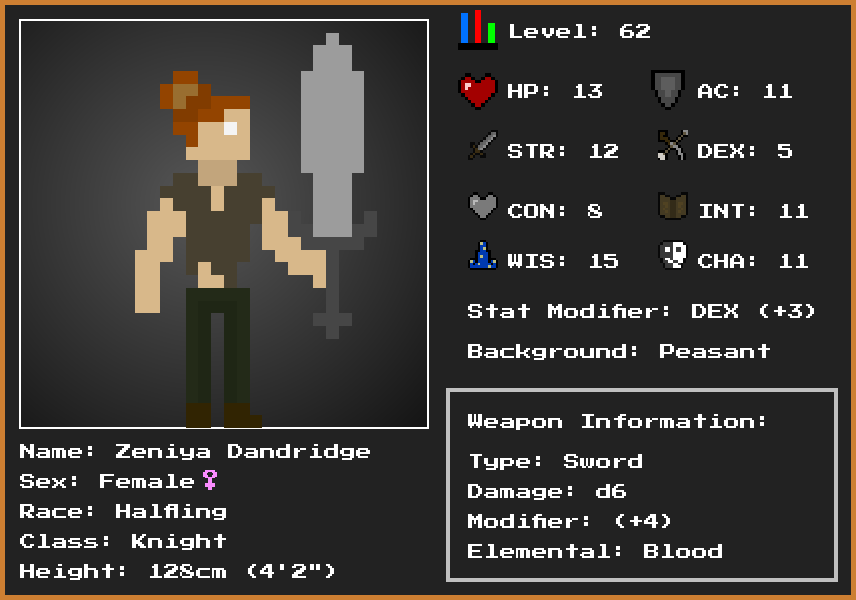 Level: 62
HP: 13
AC: 11
STR: 12
DEX: 5
CON: 8
INT: 11
WIS: 15
CHA: 11
Stat Modifier: DEX (+3)
Background: Peasant
Name: Zeniya Dandridge
Sex: Female♀
Race: Halfling
Class: Knight
Height: 128cm (4'2")
Weapon Information:
Type: Sword
Damage: d6
Modifier: (+4)
Elemental: Blood